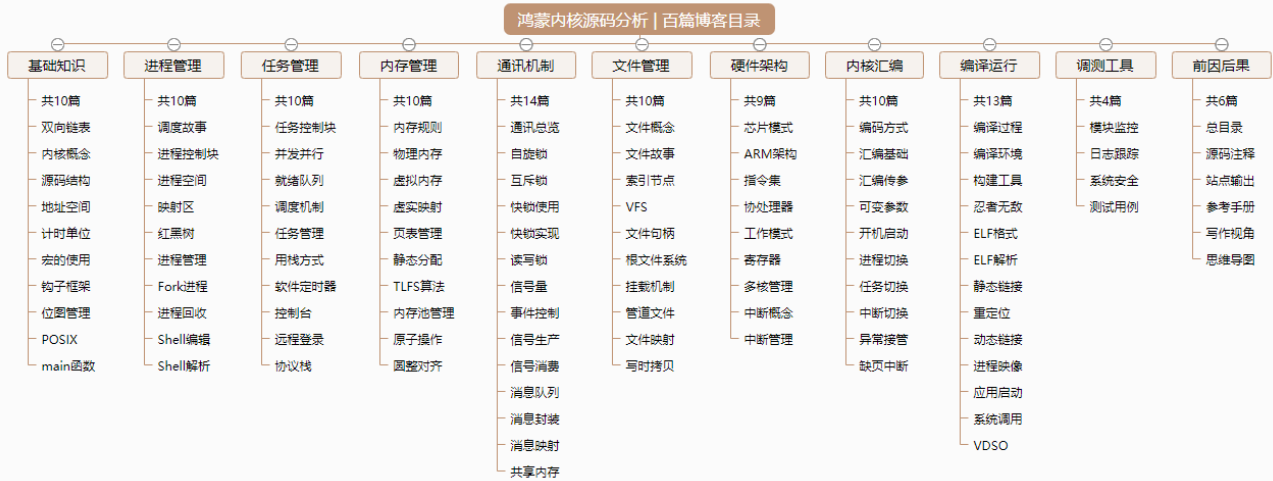 鸿蒙内核源码分析 | 百篇博客目录
基础知识
共10篇
双向链表
内核概念
源码结构
地址空间
计时单位
宏的使用
钩子框架
位图管理
POSIX
main函数
进程管理
共10篇
调度故事
进程控制块
进程空间
映射区
红黑树
进程管理
Fork进程
进程回收
Shell编辑
Shell解析
任务管理
共10篇
任务控制块
并发并行
就绪队列
调度机制
任务管理
用栈方式
软件定时器
控制台
远程登录
协议栈
内存管理
共10篇
内存规则
物理内存
虚拟内存
虚实映射
页表管理
静态分配
TLFS算法
内存池管理
原子操作
圆整对齐
通讯机制
共14篇
通讯总览
自旋锁
互斥锁
快锁使用
快锁实现
读写锁
信号量
事件控制
信号生产
信号消费
消息队列
消息封装
消息映射
共享内存
文件管理
共10篇
文件概念
文件故事
索引节点
VFS
文件句柄
根文件系统
挂载机制
管道文件
文件映射
写时拷贝
硬件架构
共9篇
芯片模式
ARM架构
指令集
协处理器
工作模式
寄存器
多核管理
中断概念
中断管理
内核汇编
共10篇
编码方式
汇编基础
汇编传参
可变参数
开机启动
进程切换
任务切换
中断切换
异常接管
缺页中断
编译运行
共13篇
编译过程
编译环境
构建工具
忍者无敌
ELF格式
ELF解析
静态链接
重定位
动态链接
进程映像
应用启动
系统调用
VDSO
调测工具
共4篇
模块监控
日志跟踪
系统安全
测试用例
前因后果
共6篇
总目录
源码注释
站点输出
参考手册
写作视角
思维导图